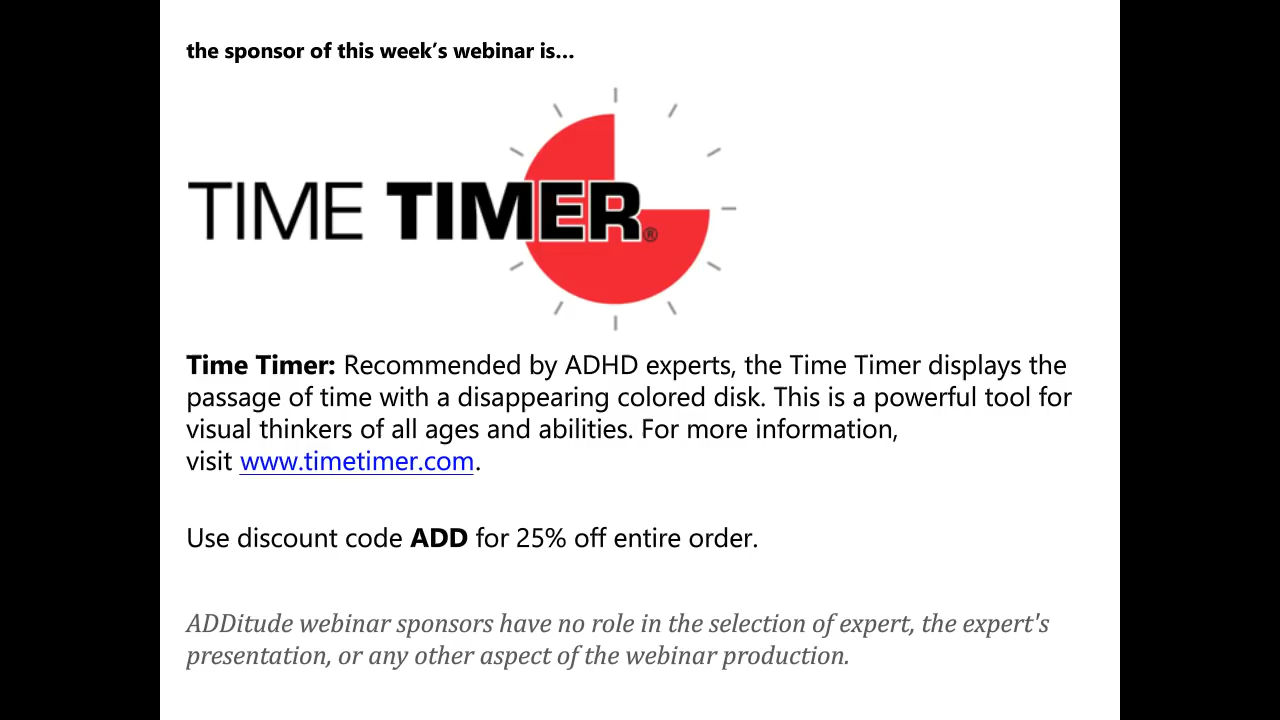 the sponsor of this week’s webinar is…
TIME TIMER®
Time Timer: Recommended by ADHD experts, the Time Timer displays the
passage of time with a disappearing colored disk. This is a powerful tool for
visual thinkers of all ages and abilities. For more information,
visit www.timetimer.com.
Use discount code ADD for 25% off entire order.
ADDitude webinar sponsors have no role in the selection of expert, the expert's
presentation, or any other aspect of the webinar production.